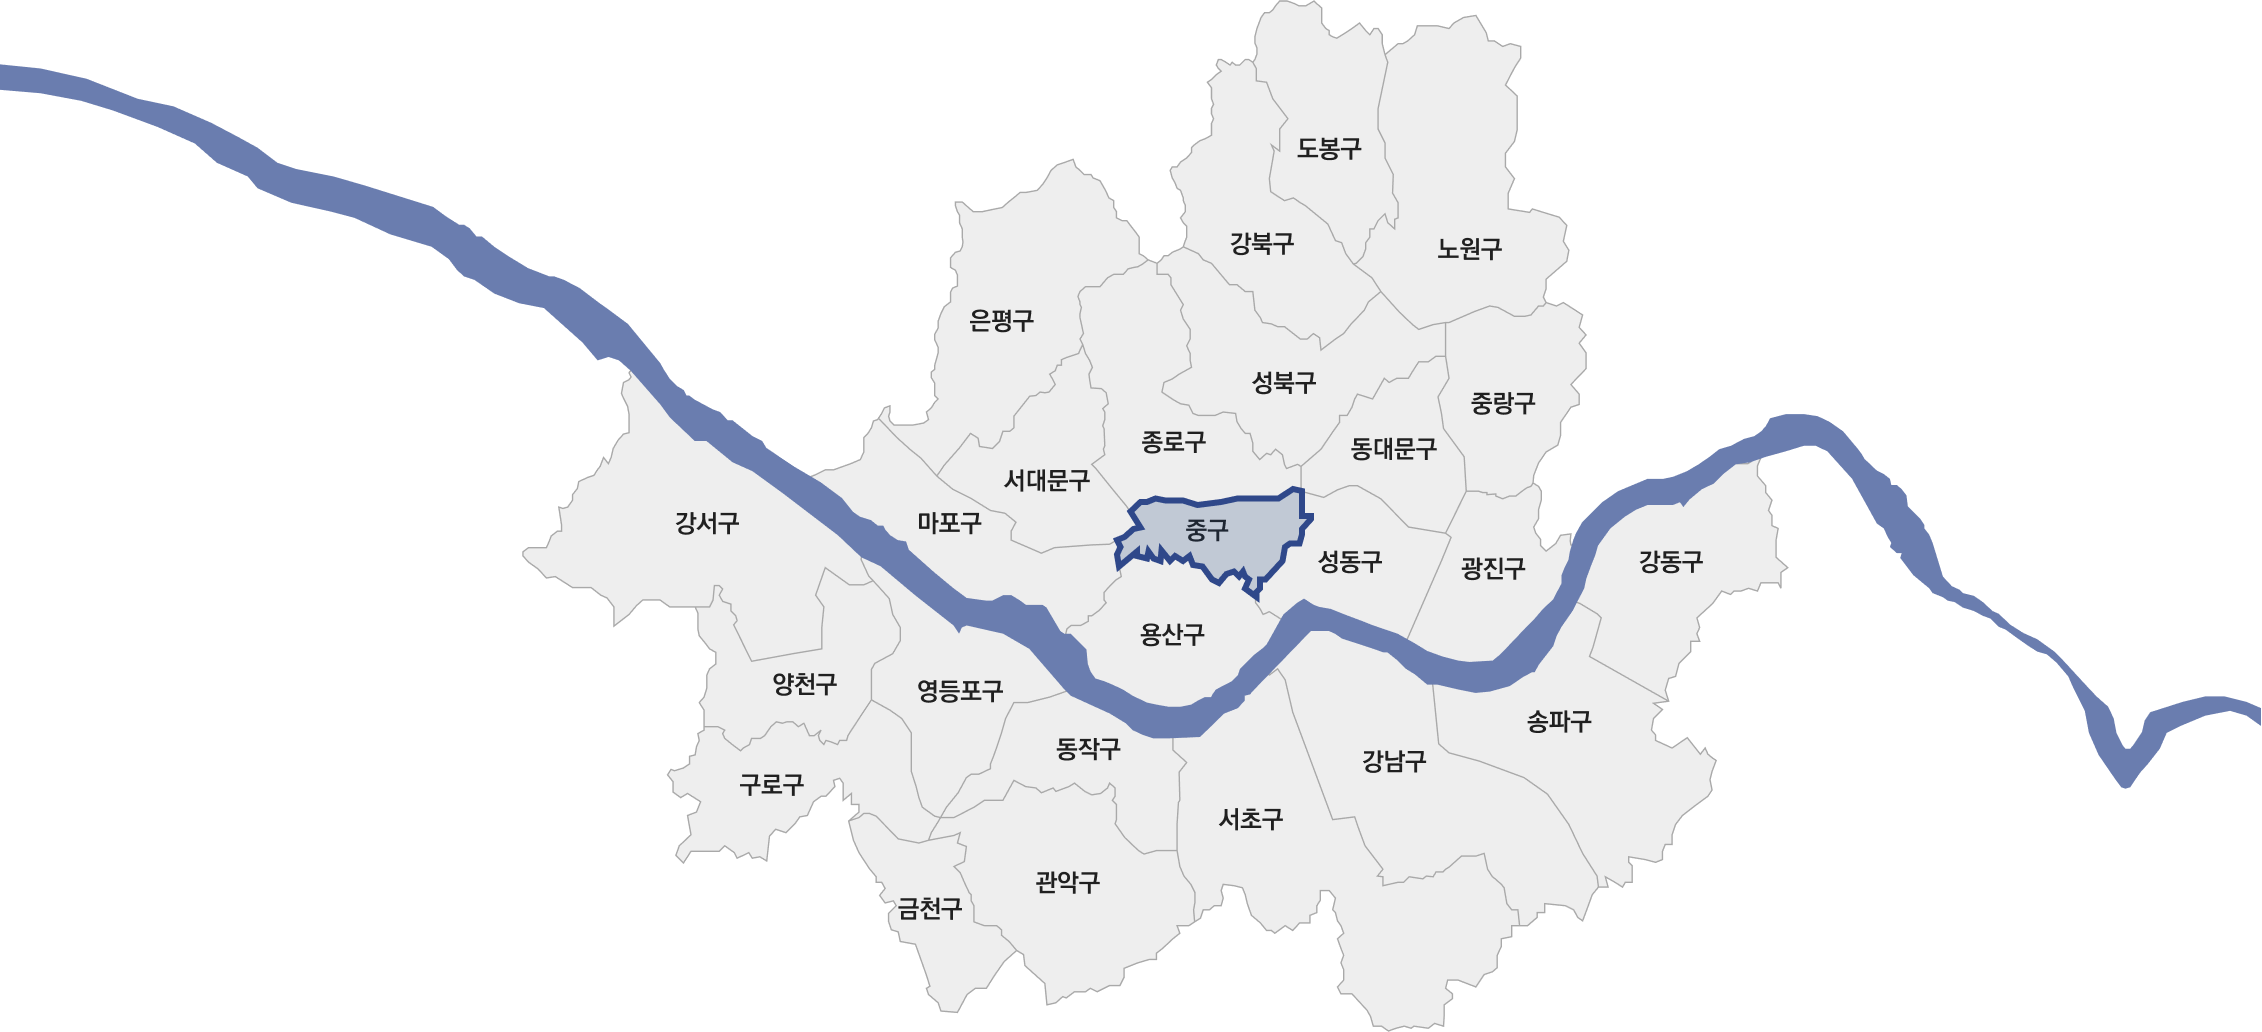 도봉구
강북구
노원구
은평구
성북구
중랑구
종로구
동대문구
서대문구
강서구
마포구
중구
성동구
광진구
강동구
용산구
양천구
영등포구
송파구
동작구
강남구
구로구
서초구
관악구
금천구